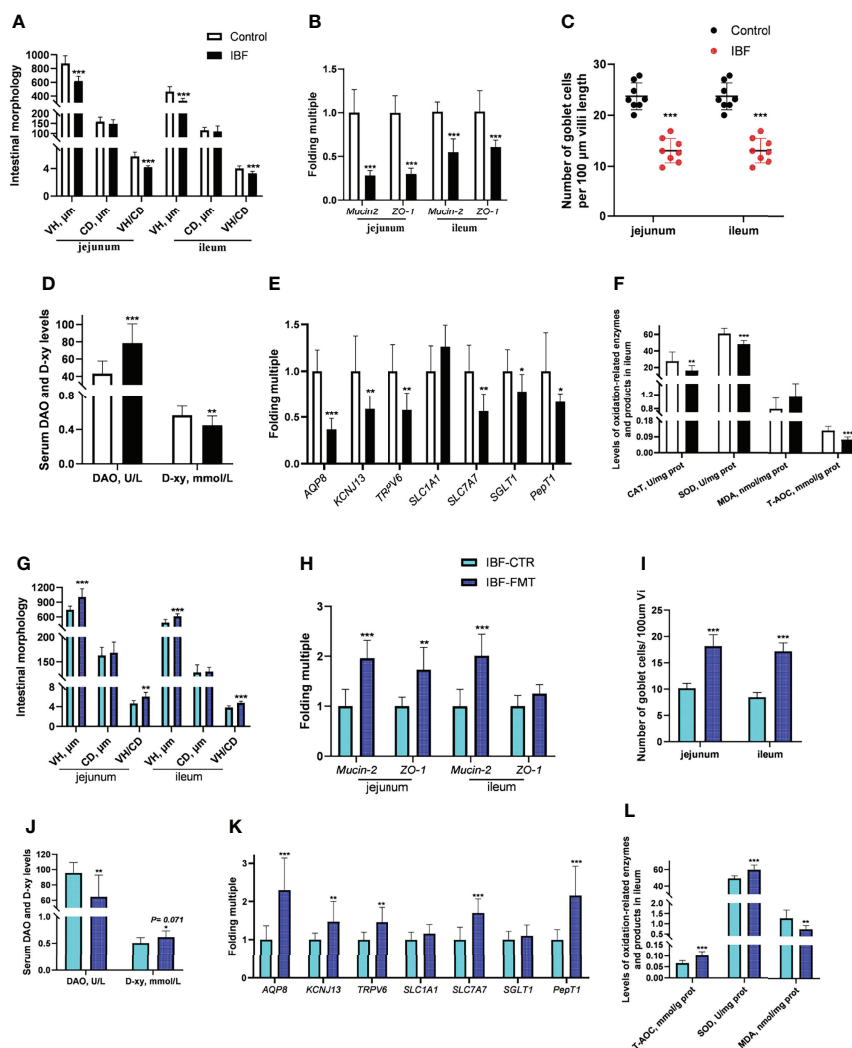 A
Control
IBF
Intestinal morphology
1000
800
600
400
200
150
100
8
4
0
***
***
***
***
VH, μm
CD, μm
VH/CD
VH, μm
CD, μm
VH/CD
jejunum
ileum
B
Folding multiple
2.0
1.5
1.0
0.5
0.0
***
***
***
***
Mucin2
ZO-1
Mucin-2
ZO-1
jejunum
ileum
C
Control
IBF
Number of goblet cells
per 100 μm villi length
30
20
10
0
***
***
jejunum
ileum
D
Serum DAO and D-xy levels
100
80
60
40
0.8
0.4
0.0
***
**
DAO, U/L
D-xy, mmol/L
E
Folding multiple
1.5
1.0
0.5
0.0
***
**
**
**
*
*
AQP8
KCNJ13
TRPV6
SLC1A1
SLC7A7
SGLT1
PepT1
F
Levels of oxidation-related enzymes
and products in ileum
60
40
20
1.2
0.8
0.09
0.00
**
***
***
CAT, U/mg prot
SOD, U/mg prot
MDA, nmol/mg prot
T-AOC, mmol/g prot
G
Intestinal morphology
1200
900
600
300
200
150
8
4
0
***
**
***
***
VH, μm
CD, μm
VH/CD
VH, μm
CD, μm
VH/CD
jejunum
ileum
H
IBF-CTR
IBF-FMT
Folding multiple
4
3
2
1
0
***
**
***
Mucin-2
ZO-1
Mucin-2
ZO-1
jejunum
ileum
I
Number of goblet cells/ 100um Vi
25
20
15
10
5
0
***
***
jejunum
ileum
J
Serum DAO and D-xy levels
100
80
60
40
1.0
0.5
0.0
**
P= 0.071
*
DAO, U/L
D-xy, mmol/L
K
Folding multiple
4
3
2
1
0
***
**
**
***
***
AQP8
KCNJ13
TRPV6
SLC1A1
SLC7A7
SGLT1
PepT1
L
Levels of oxidation-related enzymes
and products in ileum
60
40
20
2.0
1.5
1.0
0.5
0.15
0.10
0.05
0.00
***
***
**
T-AOC, mmol/g prot
SOD, U/mg prot
MDA, nmol/mg prot